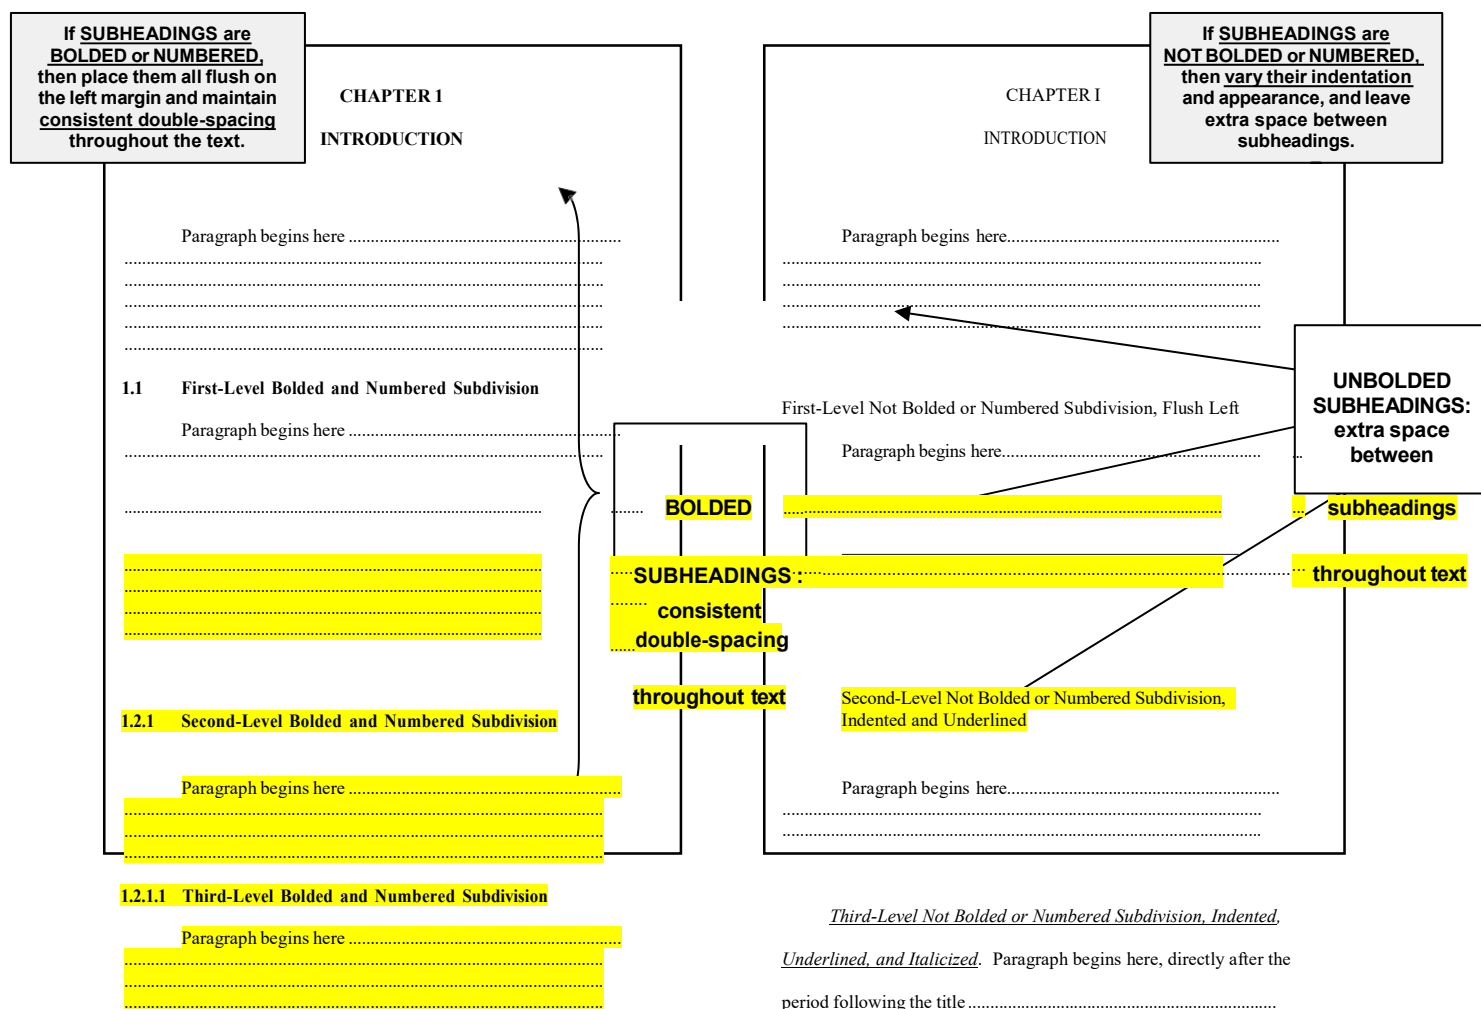 If SUBHEADINGS are
BOLDED or NUMBERED,
then place them all flush on
the left margin and maintain
consistent double-spacing
throughout the text.
CHAPTER 1
INTRODUCTION
Paragraph begins here ...............................................................
1.1 First-Level Bolded and Numbered Subdivision
Paragraph begins here ...............................................................
BOLDED
SUBHEADINGS :
consistent
double-spacing
throughout text
1.2.1 Second-Level Bolded and Numbered Subdivision
Paragraph begins here ...............................................................
1.2.1.1 Third-Level Bolded and Numbered Subdivision
Paragraph begins here ...............................................................
If SUBHEADINGS are
NOT BOLDED or NUMBERED,
then vary their indentation
and appearance, and leave
extra space between
subheadings.
CHAPTER I
INTRODUCTION
Paragraph begins here...............................................................
First-Level Not Bolded or Numbered Subdivision, Flush Left
Paragraph begins here...............................................................
UNBOLDED
SUBHEADINGS:
extra space
between
subheadings
throughout text
Second-Level Not Bolded or Numbered Subdivision,
Indented and Underlined
Paragraph begins here...............................................................
Third-Level Not Bolded or Numbered Subdivision, Indented,
Underlined, and Italicized. Paragraph begins here, directly after the
period following the title .......................................................................